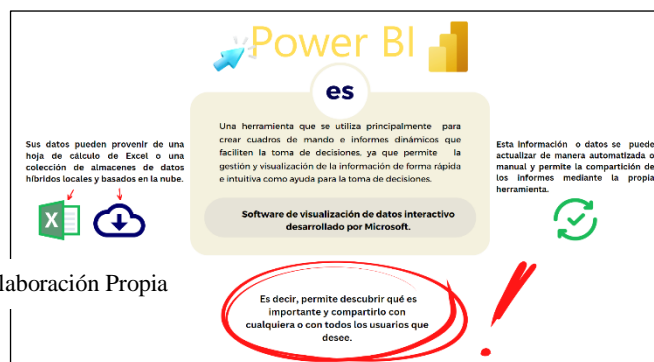 Power BI
es
Una herramienta que se utiliza principalmente para
crear cuadros de mando e informes dinámicos que
faciliten la toma de decisiones, ya que permite la
gestión y visualización de la información de forma rápida
e intuitiva como ayuda para la toma de decisiones.
Software de visualización de datos interactivo
desarrollado por Microsoft.
Sus datos pueden provenir de una
hoja de cálculo de Excel o una
colección de almacenes de datos
híbridos locales y basados en la nube.
X
Esta información o datos se puede
actualizar de manera automatizada o
manual y permite la compartición de
los informes mediante la propia
herramienta.
laboración Propia
Es decir, permite descubrir qué es
importante y compartirlo con
cualquiera o con todos los usuarios que
desee.